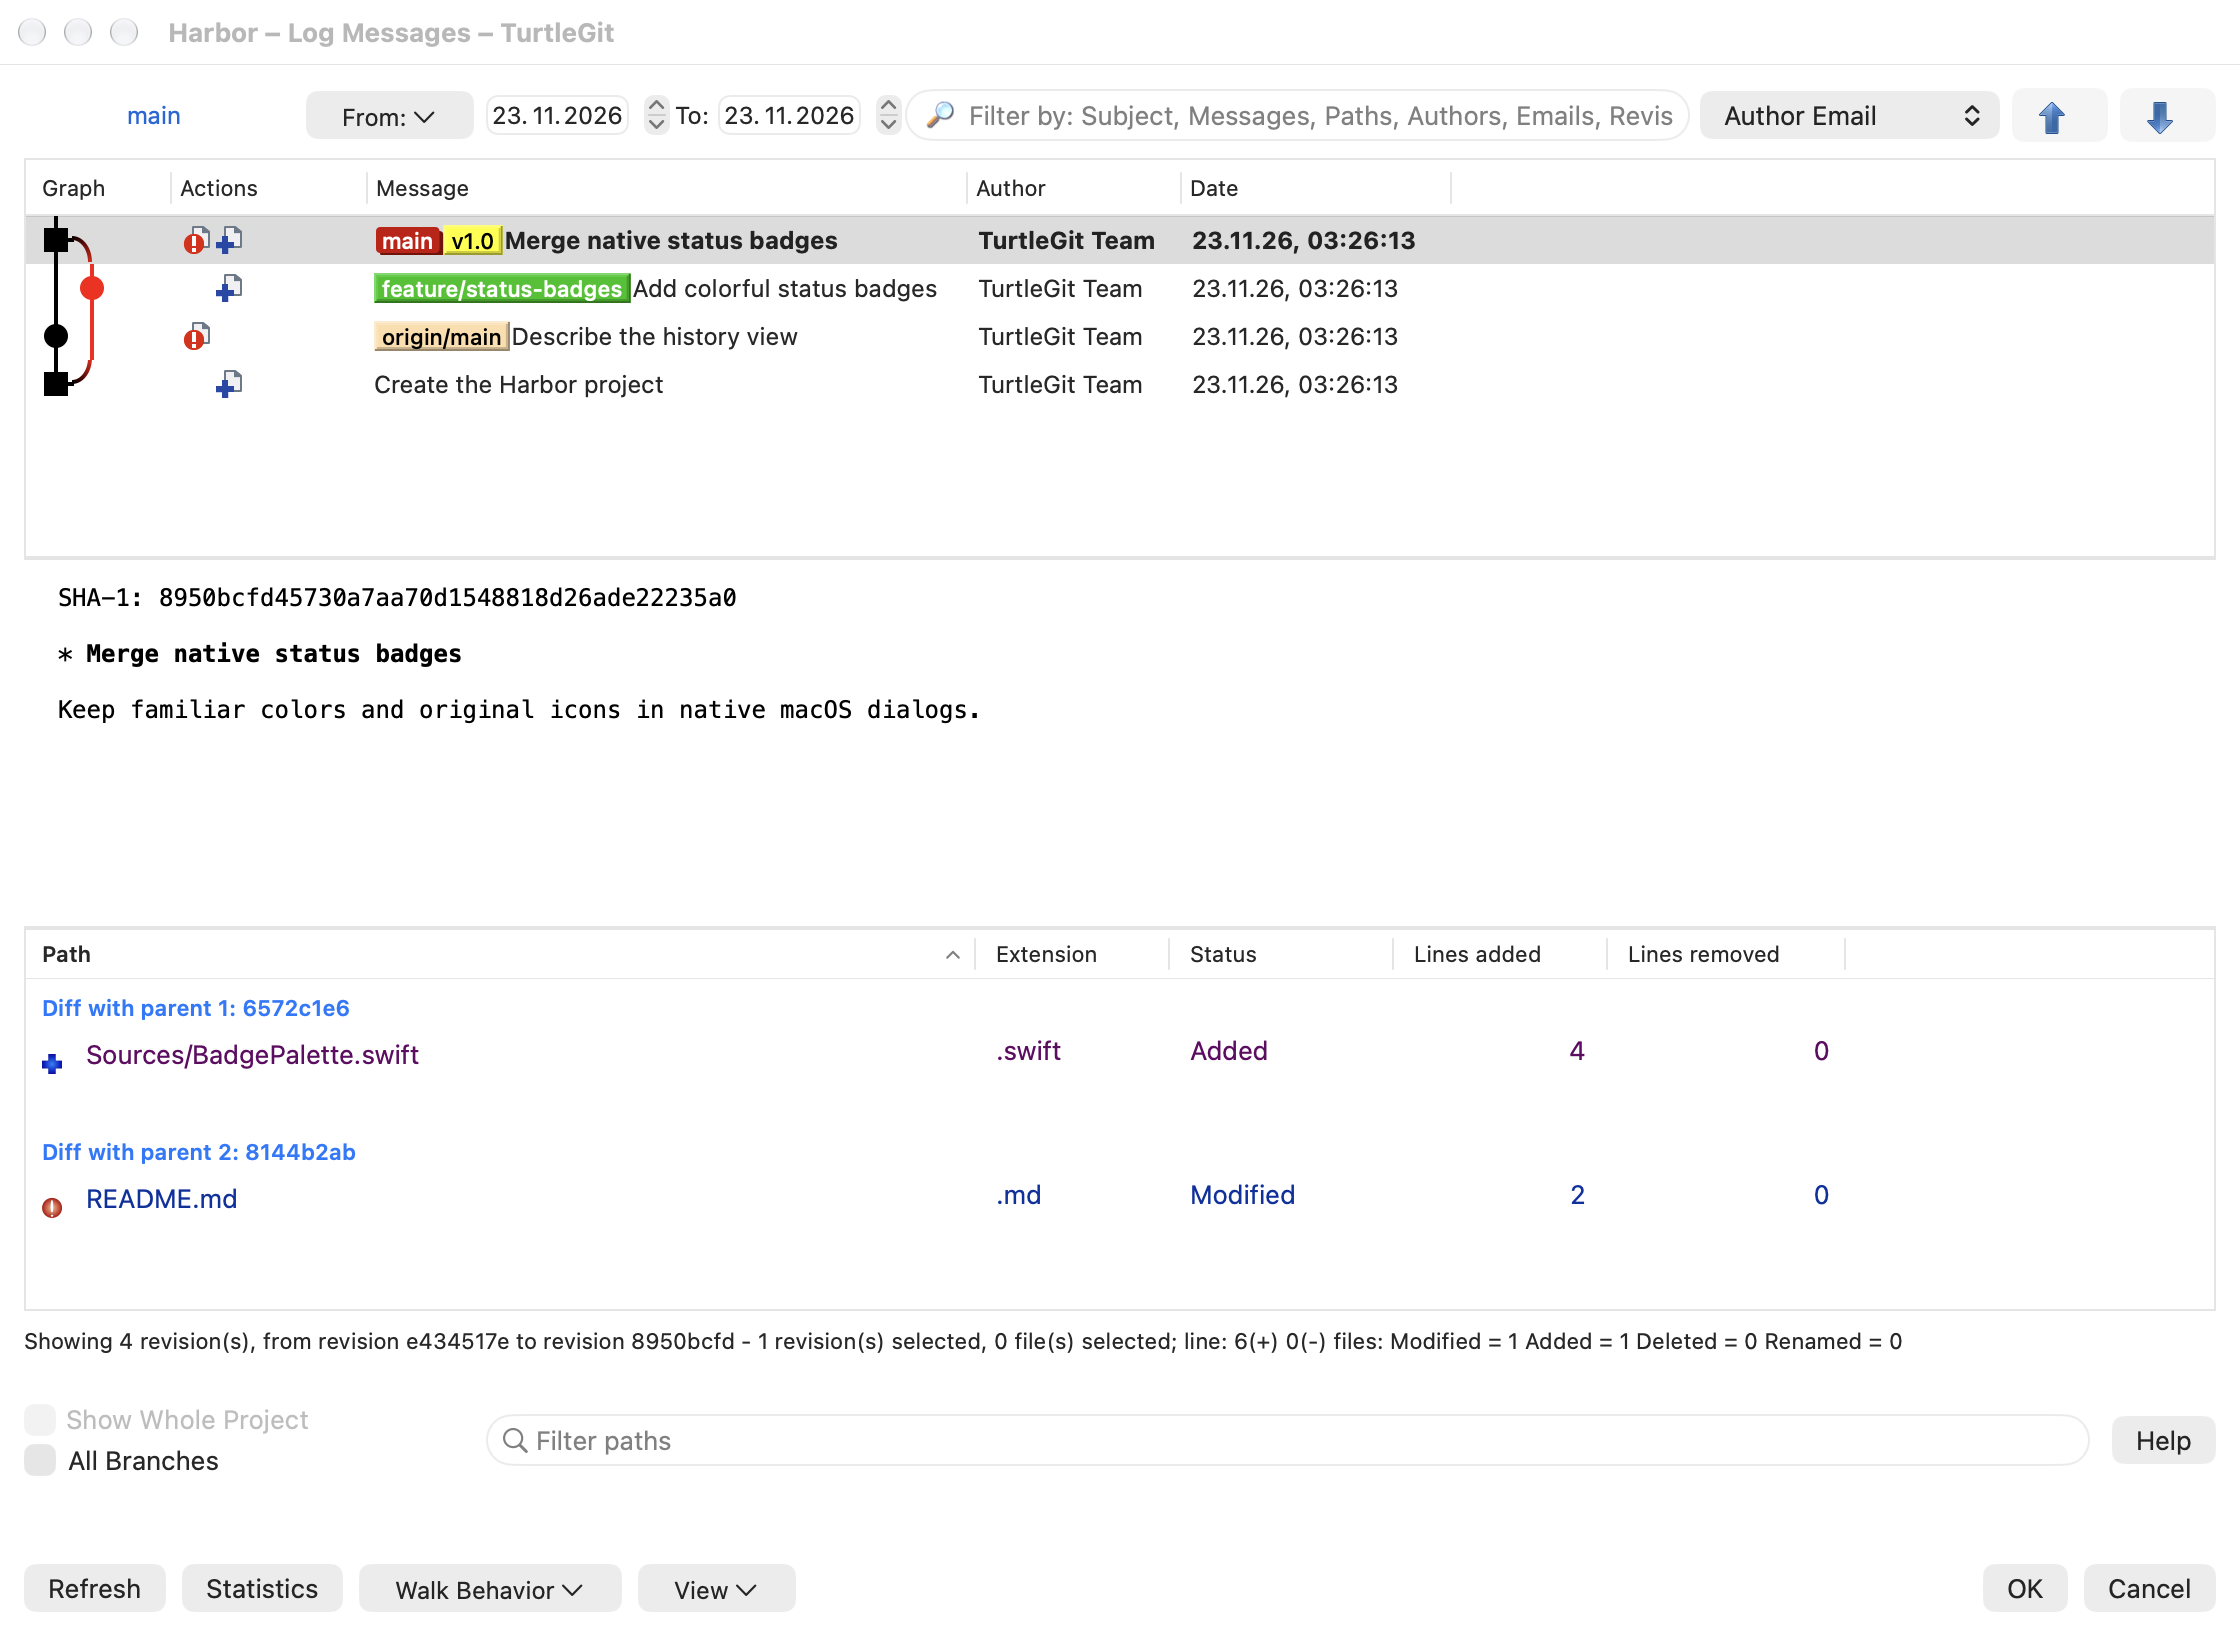 Harbor – Log Messages – TurtleGit
main From: 23.11.2026 To: 23.11.2026 Filter by: Subject, Messages, Paths, Authors, Emails, Revis Author Email
Graph Actions Message Author Date
main v1.0 Merge native status badges TurtleGit Team 23.11.26, 03:26:13
feature/status-badges Add colorful status badges TurtleGit Team 23.11.26, 03:26:13
origin/main Describe the history view TurtleGit Team 23.11.26, 03:26:13
Create the Harbor project TurtleGit Team 23.11.26, 03:26:13
SHA-1: 8950bcfd45730a7aa70d1548818d26ade22235a0
* Merge native status badges
Keep familiar colors and original icons in native macOS dialogs.
Path Extension Status Lines added Lines removed
Diff with parent 1: 6572c1e6
Sources/BadgePalette.swift .swift Added 4 0
Diff with parent 2: 8144b2ab
README.md .md Modified 2 0
Showing 4 revision(s), from revision e434517e to revision 8950bcfd - 1 revision(s) selected, 0 file(s) selected; line: 6(+) 0(-) files: Modified = 1 Added = 1 Deleted = 0 Renamed = 0
Show Whole Project
All Branches
Filter paths Help
Refresh Statistics Walk Behavior View OK Cancel